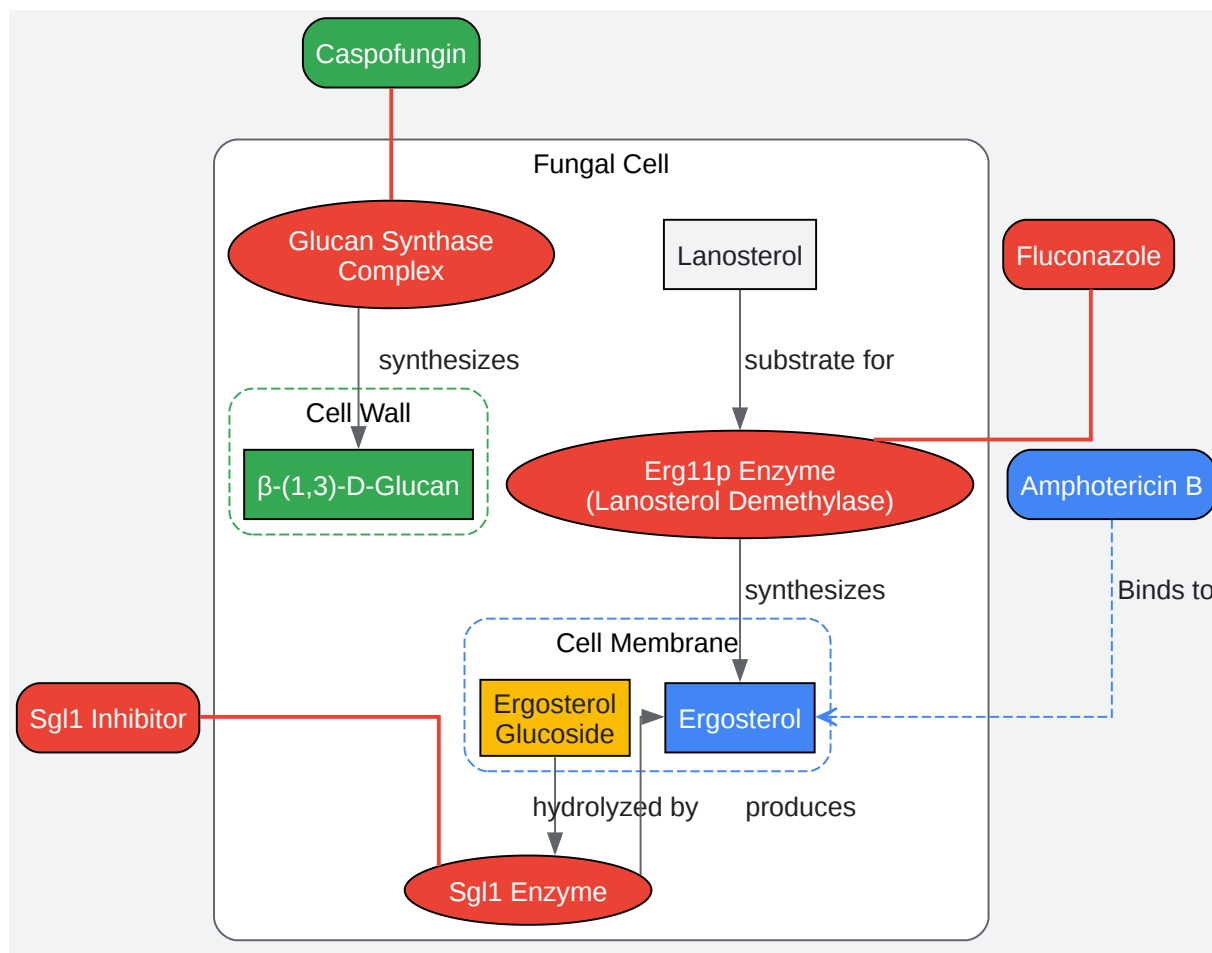 Caspofungin
Fungal Cell
Glucan Synthase
Complex
Lanosterol
Fluconazole
synthesizes
substrate for
Cell Wall
β-(1,3)-D-Glucan
Erg11p Enzyme
(Lanosterol Demethylase)
Amphotericin B
synthesizes
Binds to
Cell Membrane
Sgl1 Inhibitor
Ergosterol
Glucoside
Ergosterol
hydrolyzed by
produces
Sgl1 Enzyme